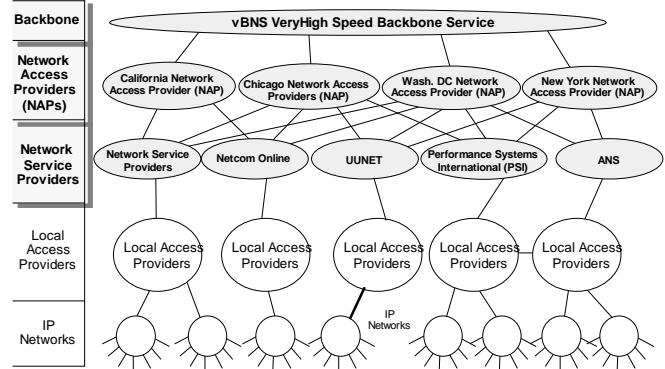 Backbone
vBNS VeryHigh Speed Backbone Service
Network
Access
Providers
(NAPs)
California Network
Access Provider (NAP)
Chicago Network Access
Providers (NAP)
Wash. DC Network
Access Provider (NAP)
New York Network
Access Provider (NAP)
Network
Service
Providers
Network Service
Providers
Netcom Online
UUNET
Performance Systems
International (PSI)
ANS
Local
Access
Providers
Local Access
Providers
Local Access
Providers
Local Access
Providers
Local Access
Providers
Local Access
Providers
IP
Networks
IP
Networks